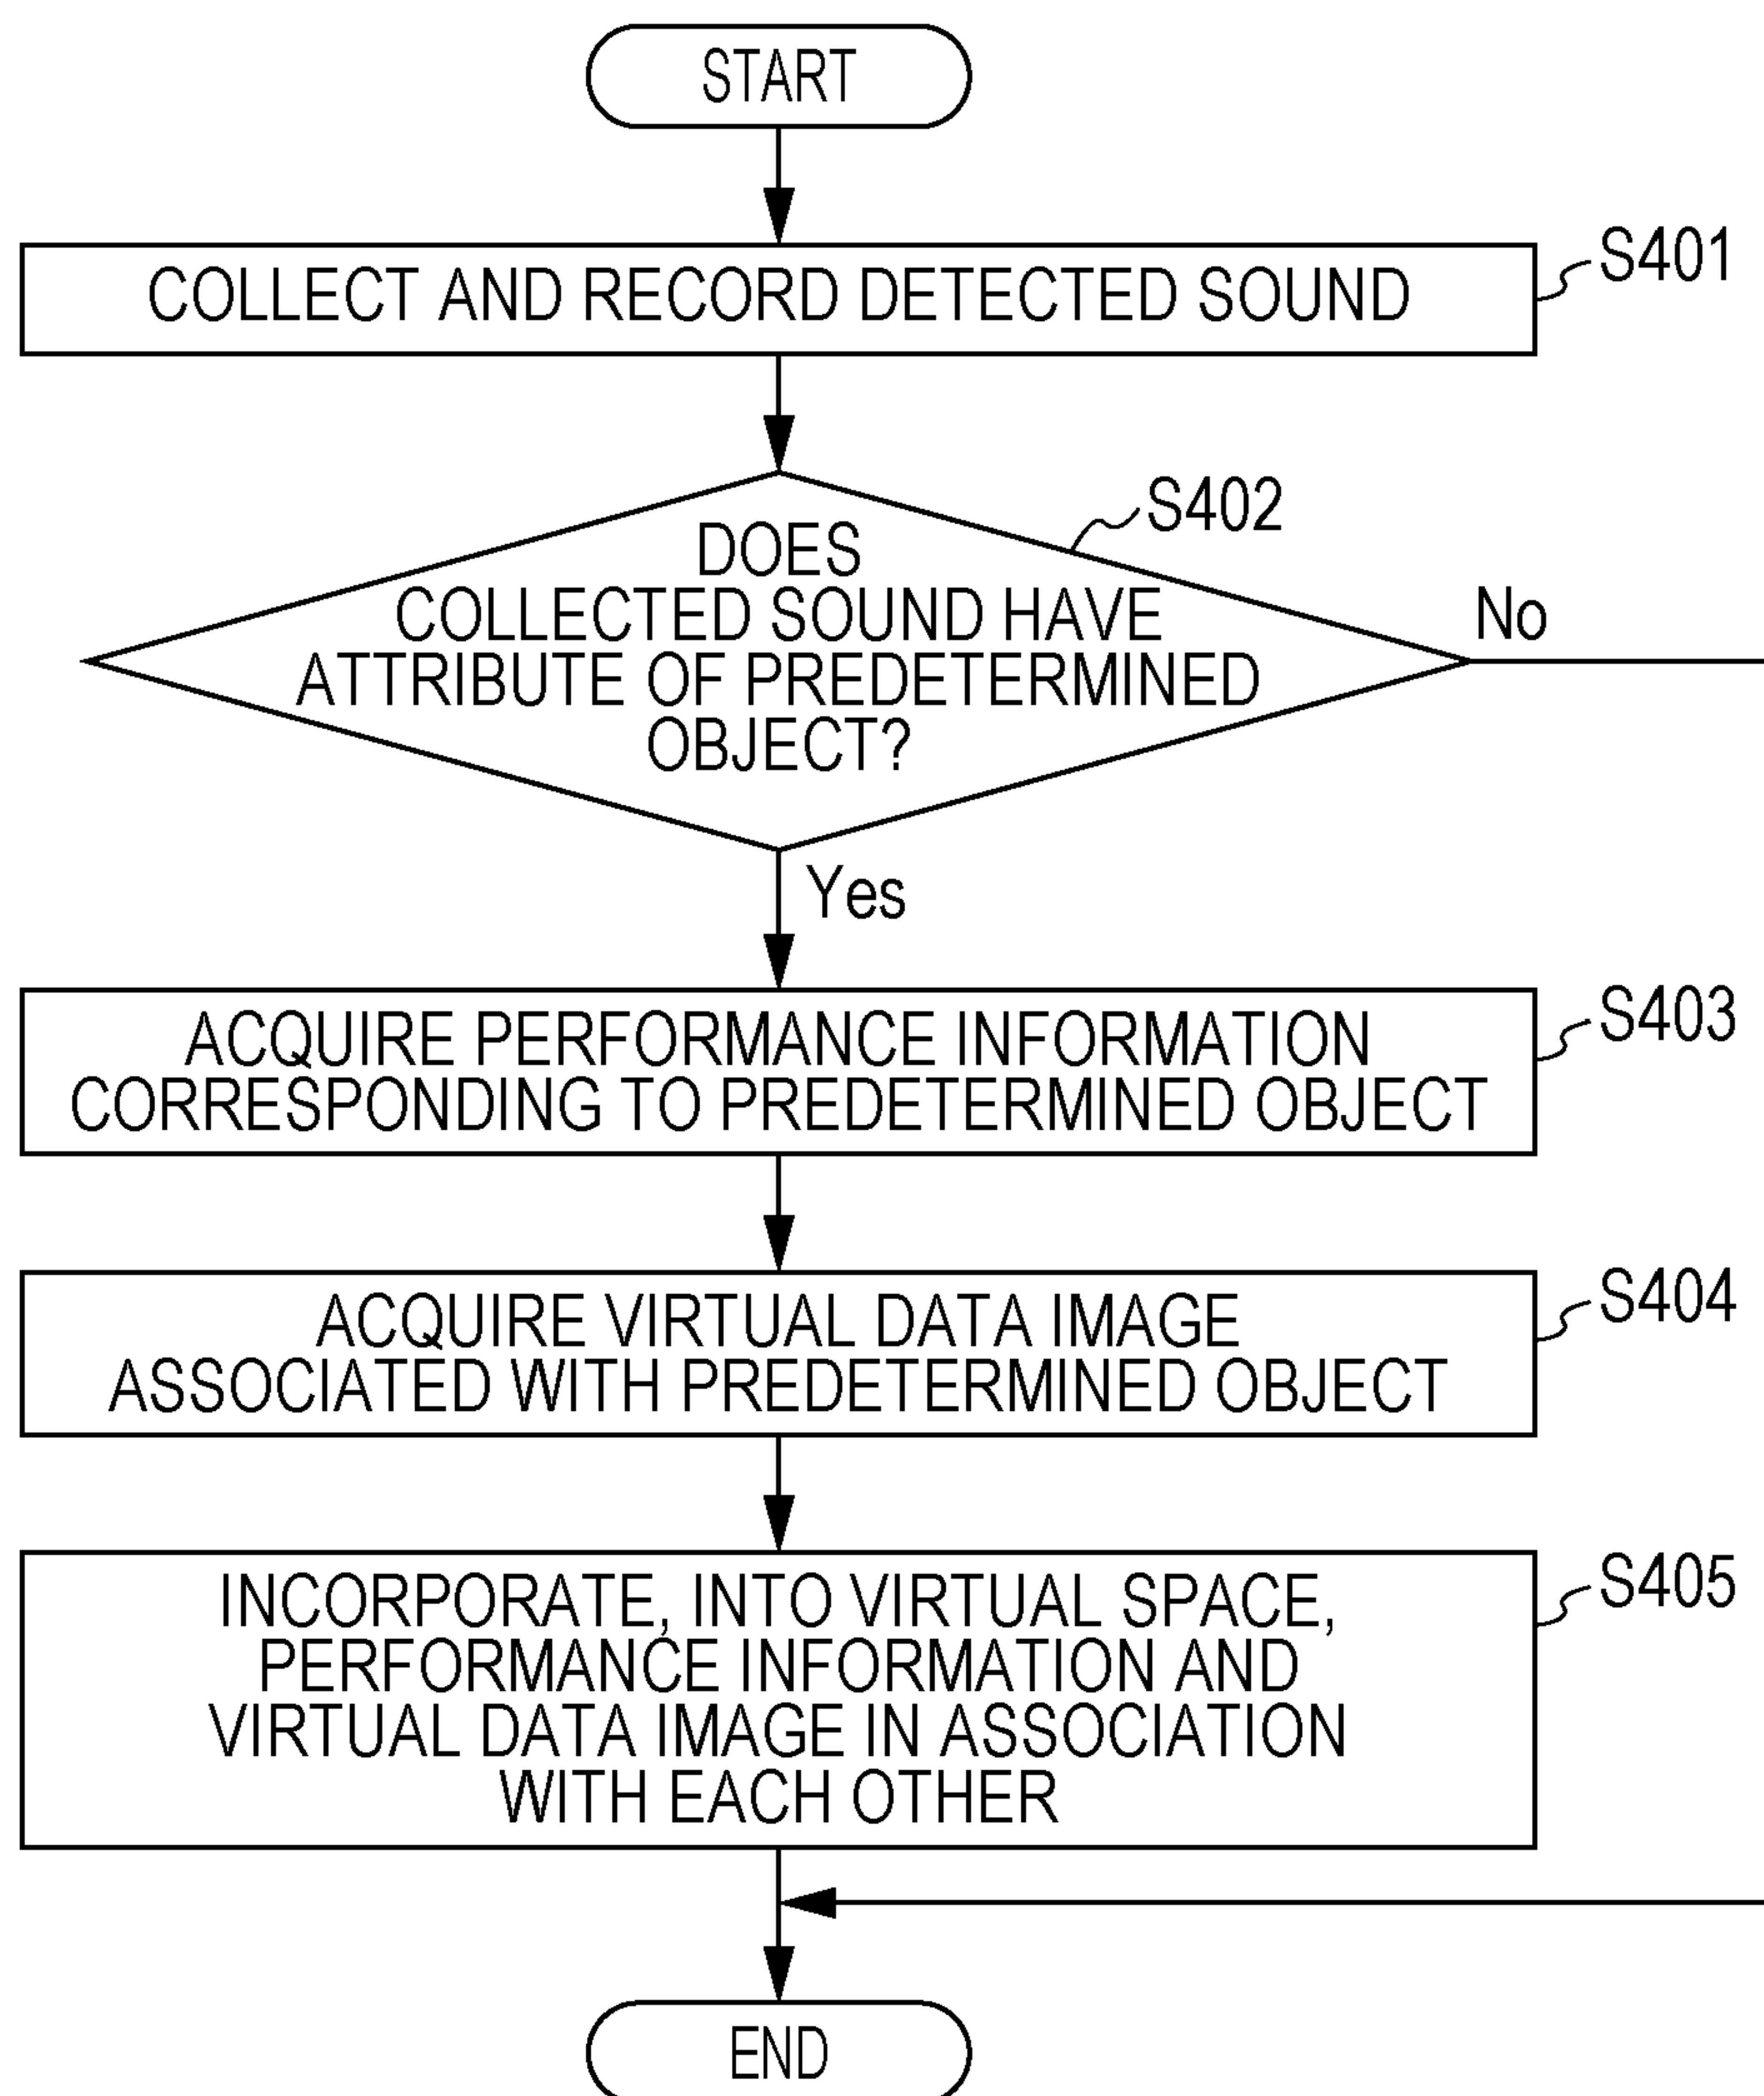 START
COLLECT AND RECORD DETECTED SOUND
S401
S402
DOES
COLLECTED SOUND HAVE
ATTRIBUTE OF PREDETERMINED
OBJECT?
No
Yes
ACQUIRE PERFORMANCE INFORMATION
CORRESPONDING TO PREDETERMINED OBJECT
S403
ACQUIRE VIRTUAL DATA IMAGE
ASSOCIATED WITH PREDETERMINED OBJECT
S404
INCORPORATE, INTO VIRTUAL SPACE,
PERFORMANCE INFORMATION AND
VIRTUAL DATA IMAGE IN ASSOCIATION
WITH EACH OTHER
S405
END